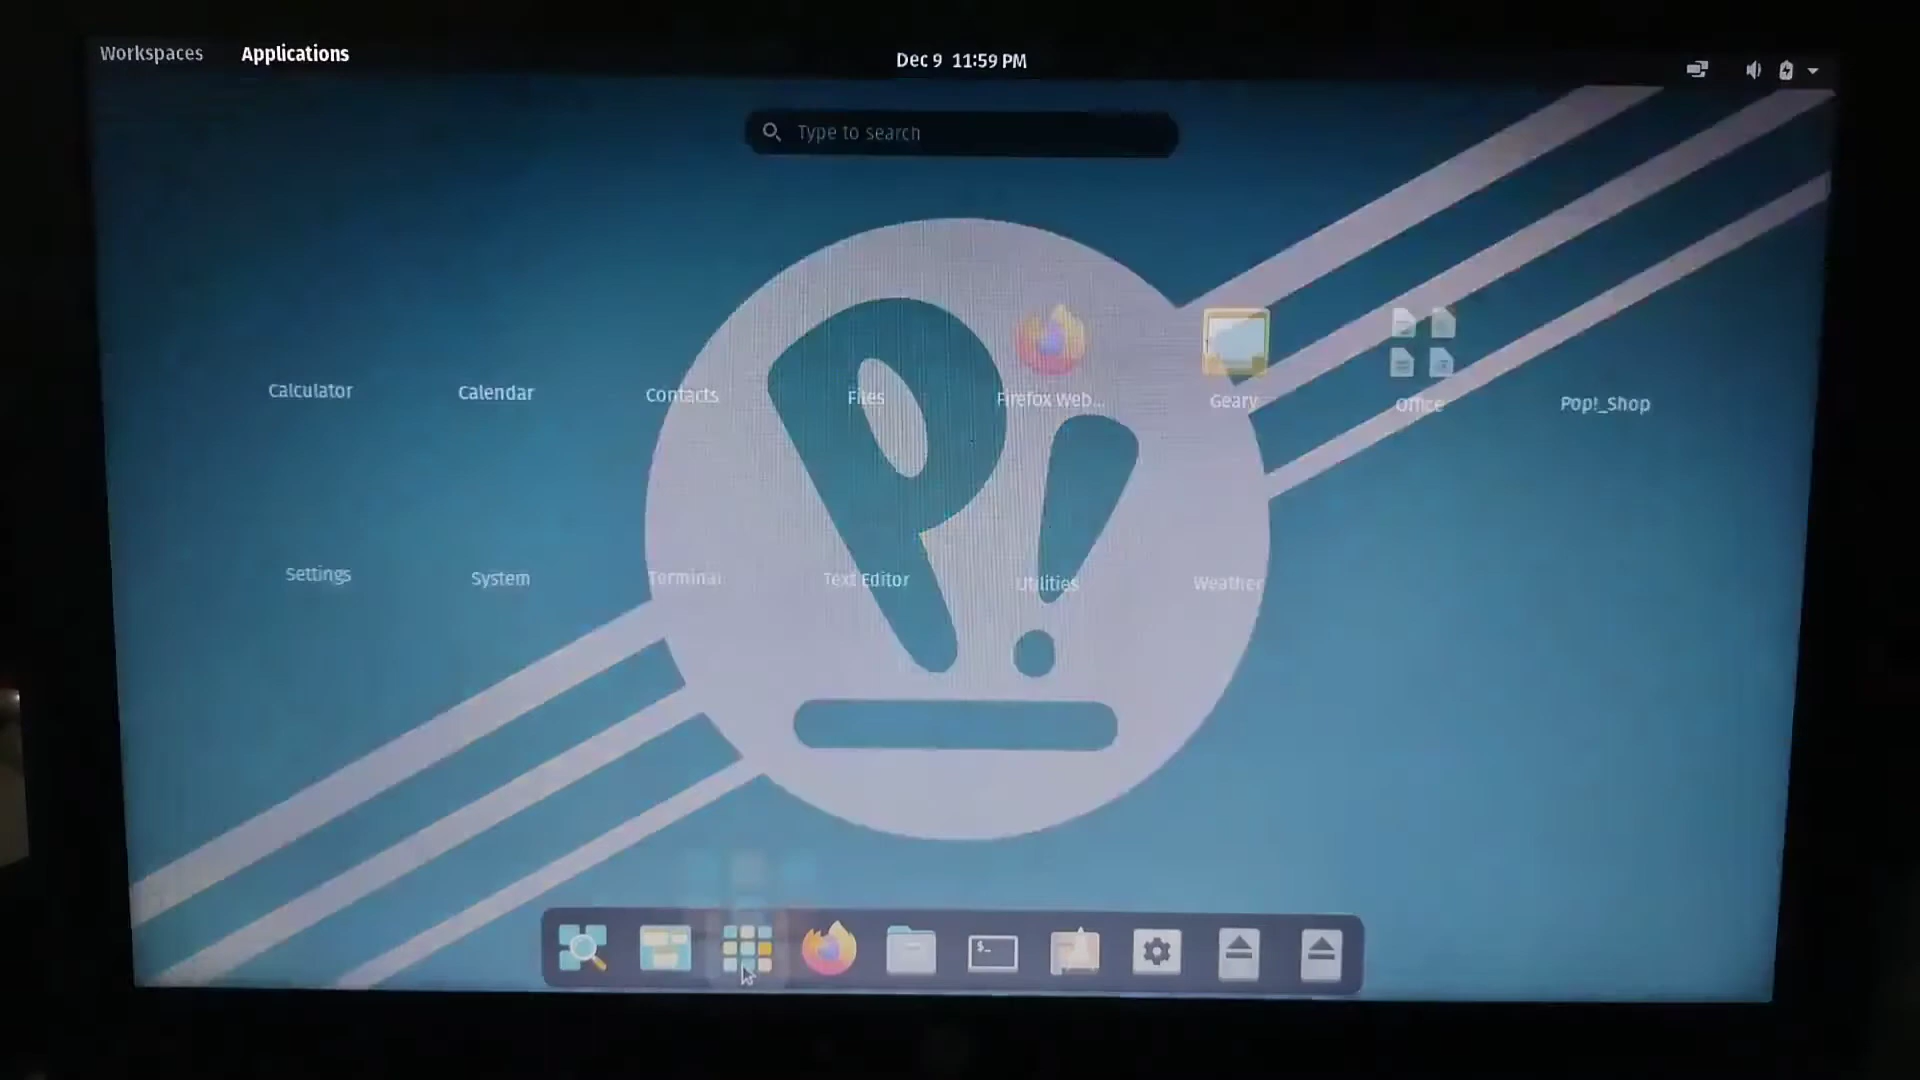 Workspaces Applications Dec 9 11:59 PM
Type to search
Calculator Calendar Contacts Files Firefox Web... Geary Office Pop!_Shop
Settings System Terminal Text Editor Utilities Weather
P!
$_